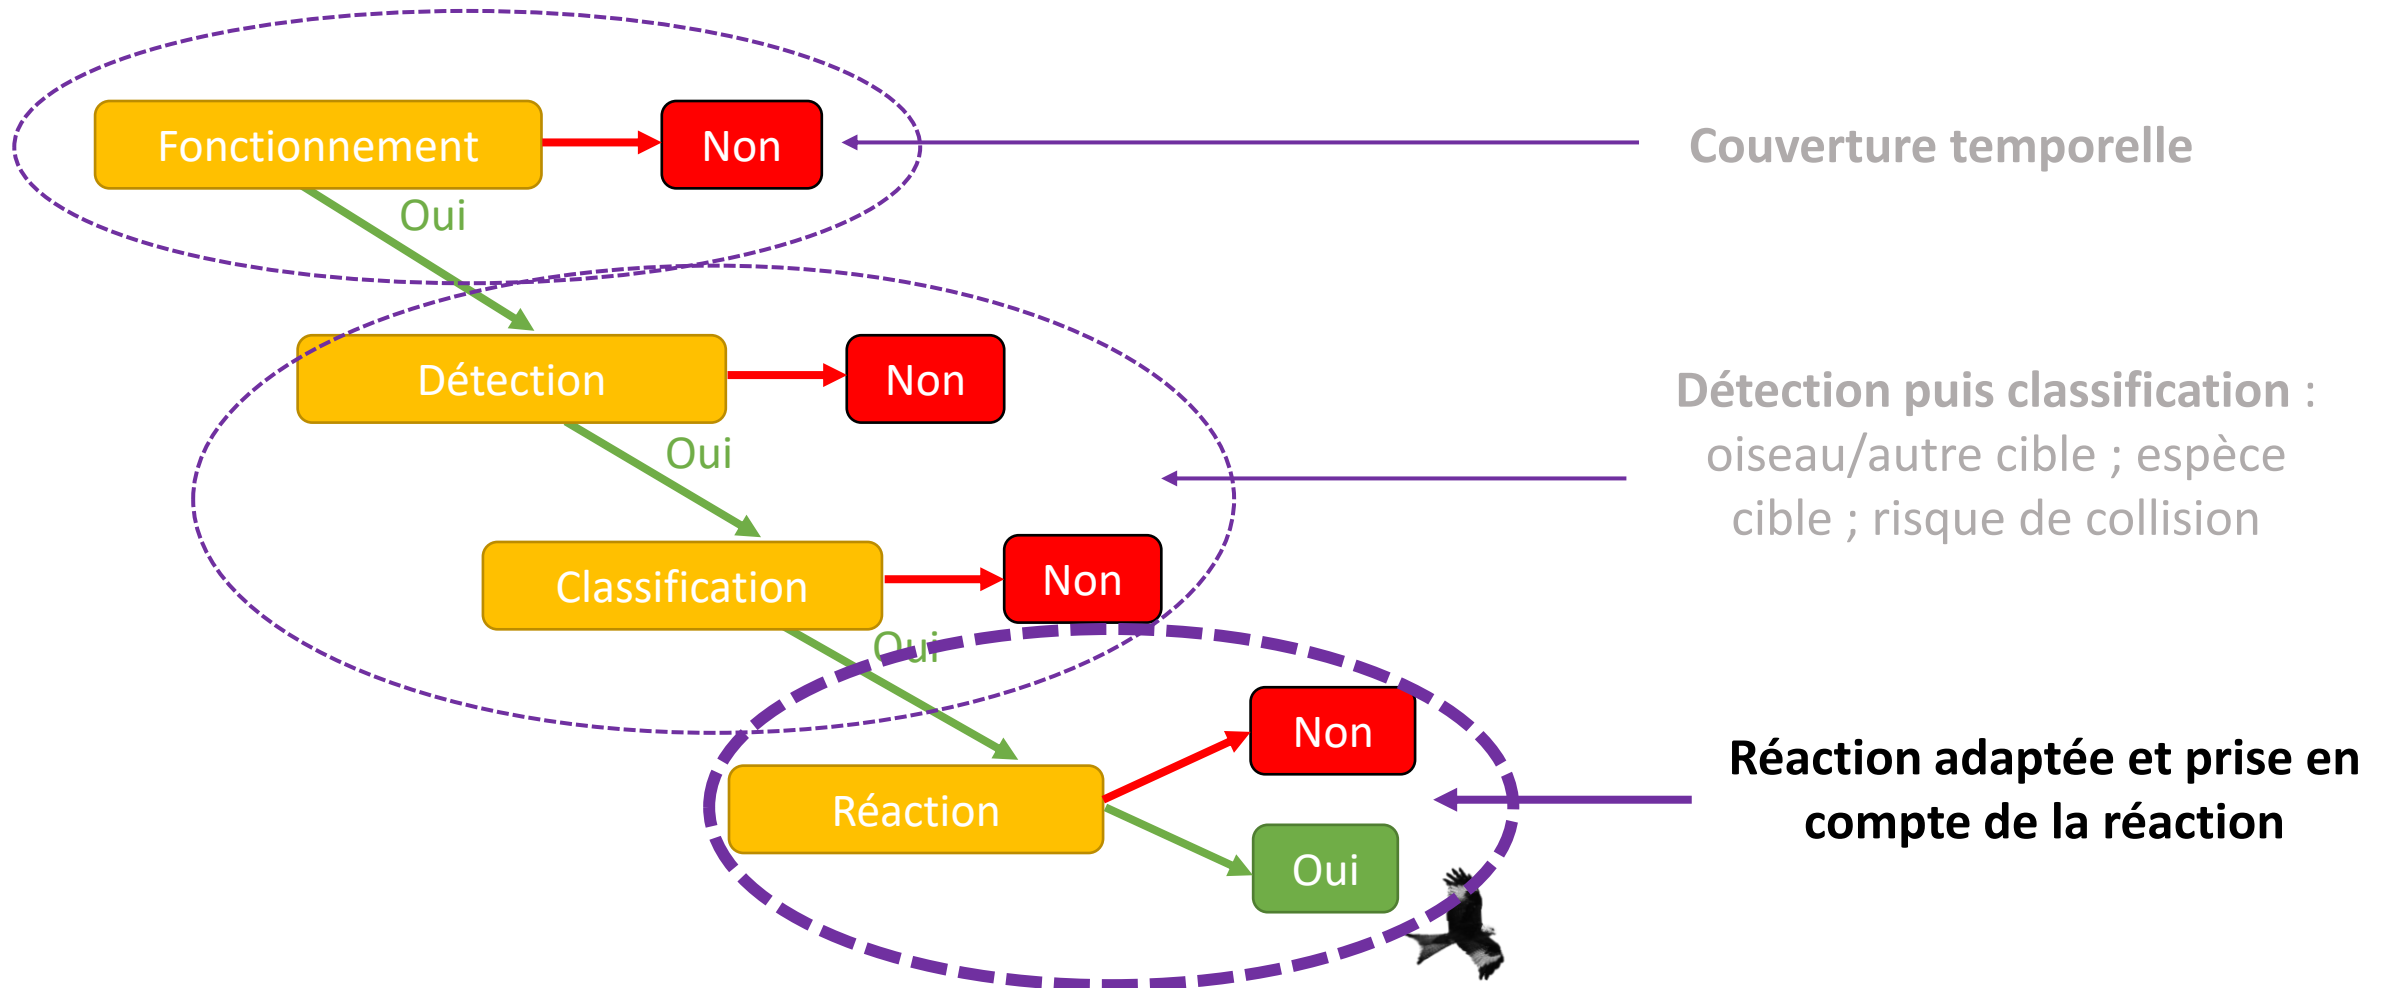 Fonctionnement
Non
Couverture temporelle
Oui
Détection
Non
Détection puis classification :
oiseau/autre cible ; espèce
cible ; risque de collision
Oui
Classification
Non
Oui
Non
Réaction
Réaction adaptée et prise en
compte de la réaction
Oui